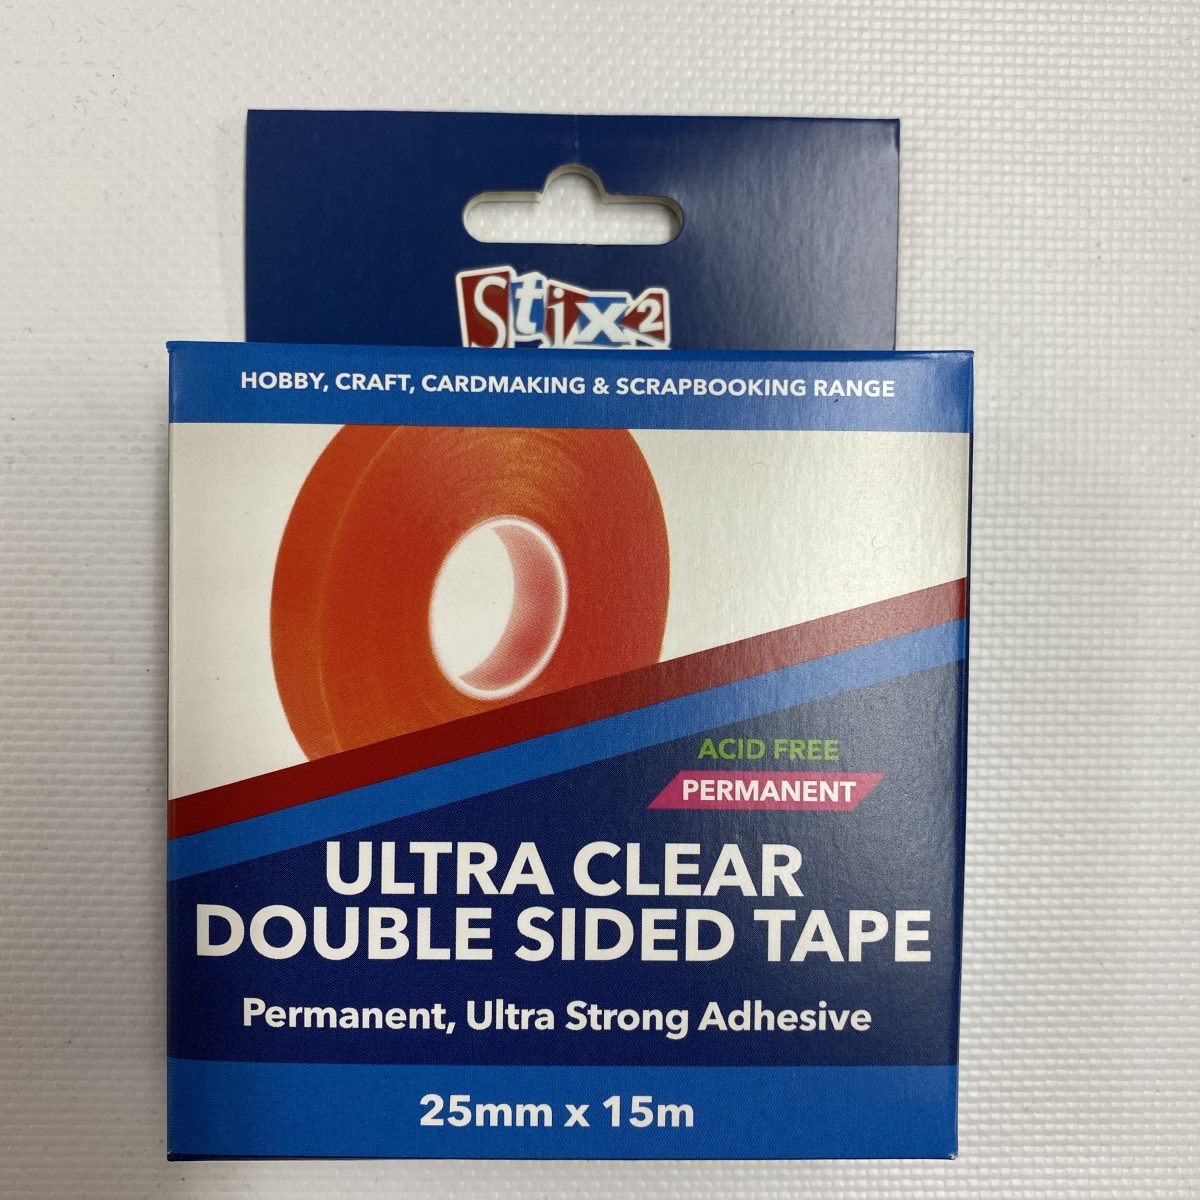 Stix2
HOBBY, CRAFT, CARDMAKING & SCRAPBOOKING RANGE
ACID FREE
PERMANENT
ULTRA CLEAR
DOUBLE SIDED TAPE
Permanent, Ultra Strong Adhesive
25mm x 15m